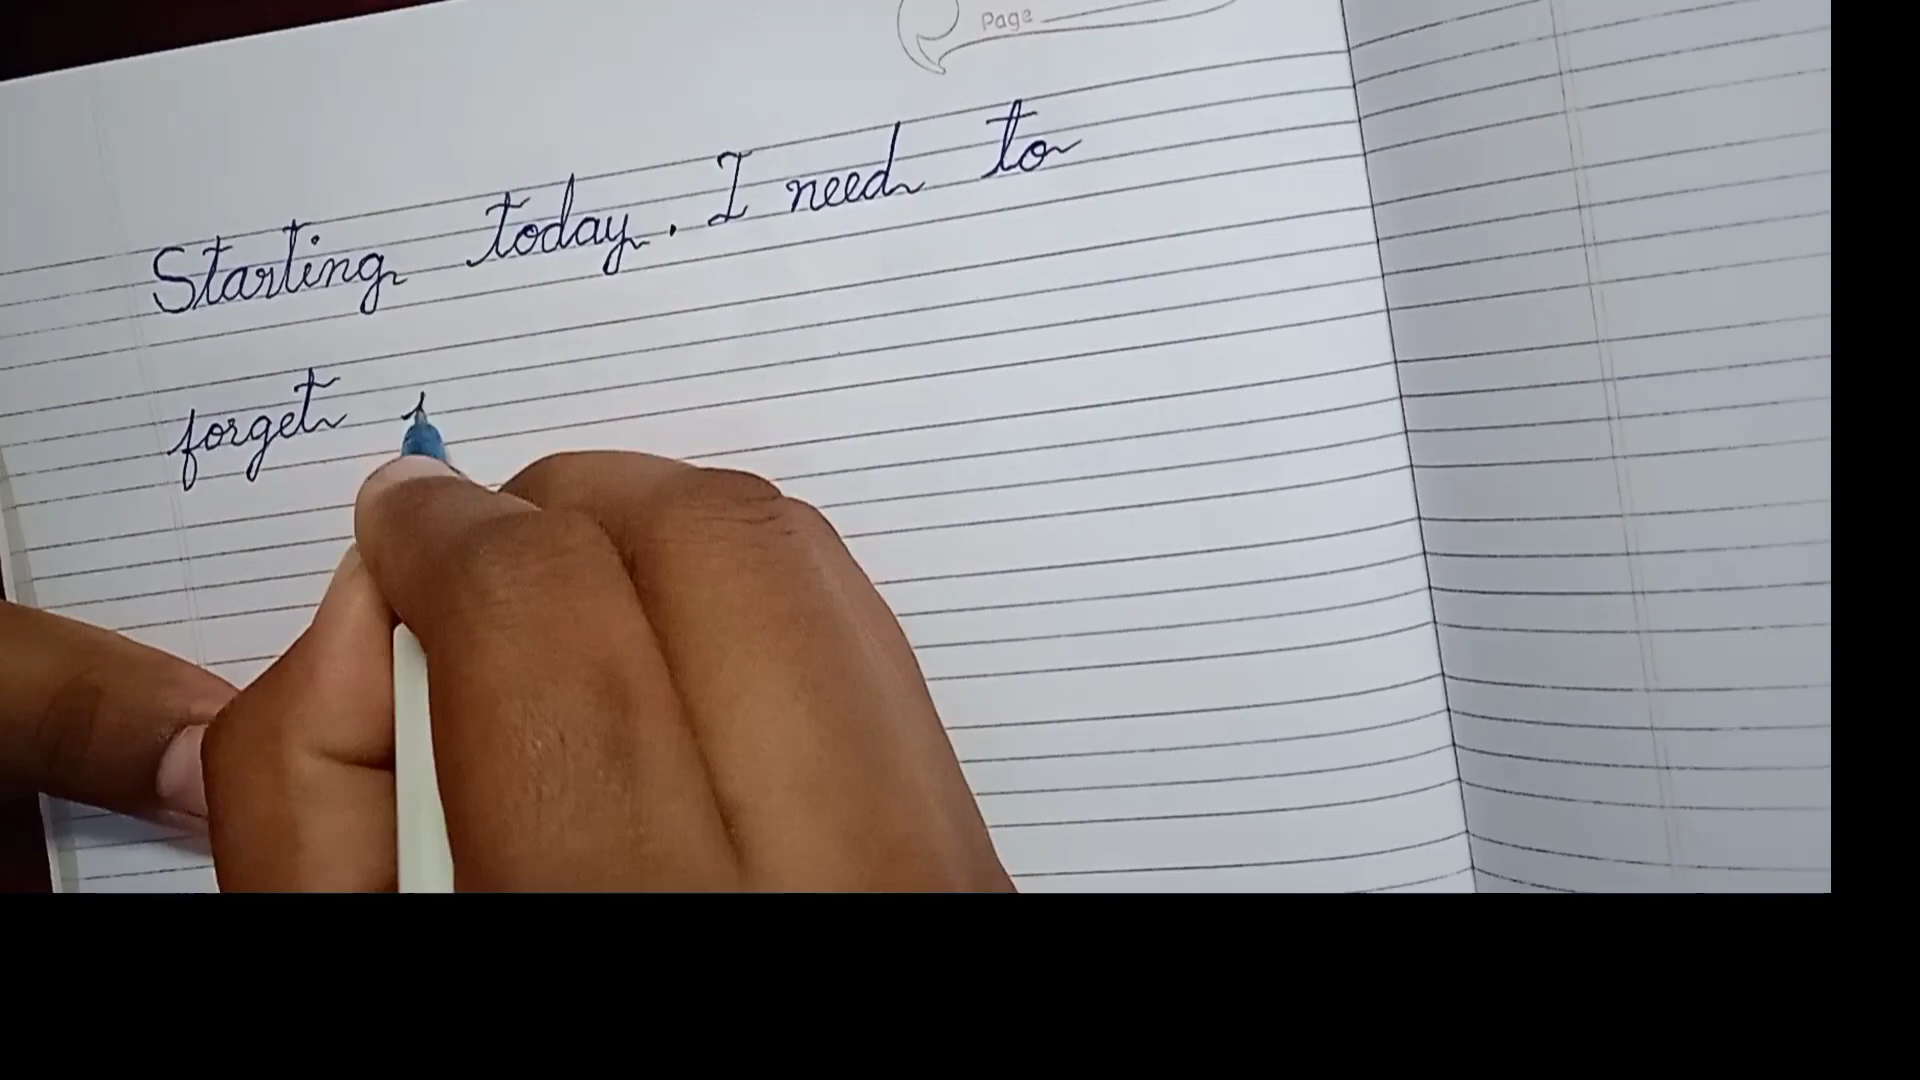 Page
Starting today. I need to
forget